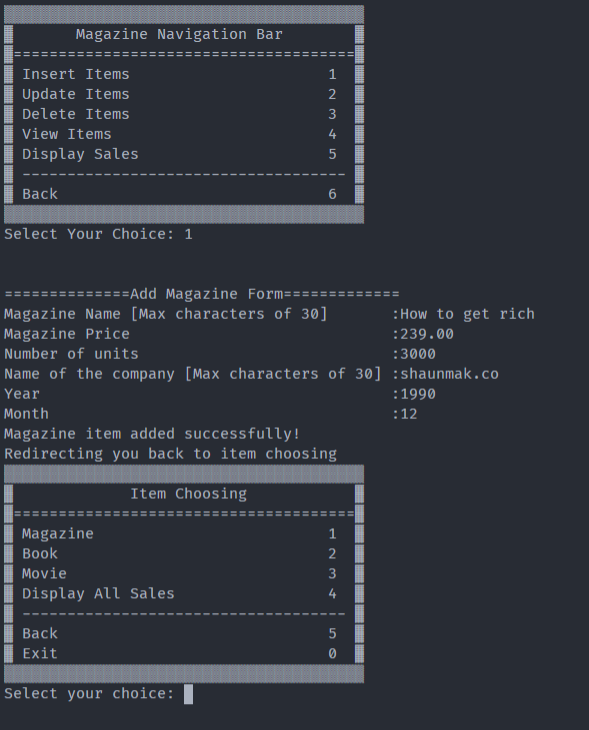 Magazine Navigation Bar
======================================
Insert Items 1
Update Items 2
Delete Items 3
View Items 4
Display Sales 5
------------------------------------
Back 6
Select Your Choice: 1
==============Add Magazine Form=============
Magazine Name [Max characters of 30] :How to get rich
Magazine Price :239.00
Number of units :3000
Name of the company [Max characters of 30] :shaunmak.co
Year :1990
Month :12
Magazine item added successfully!
Redirecting you back to item choosing
Item Choosing
======================================
Magazine 1
Book 2
Movie 3
Display All Sales 4
------------------------------------
Back 5
Exit 0
Select your choice: